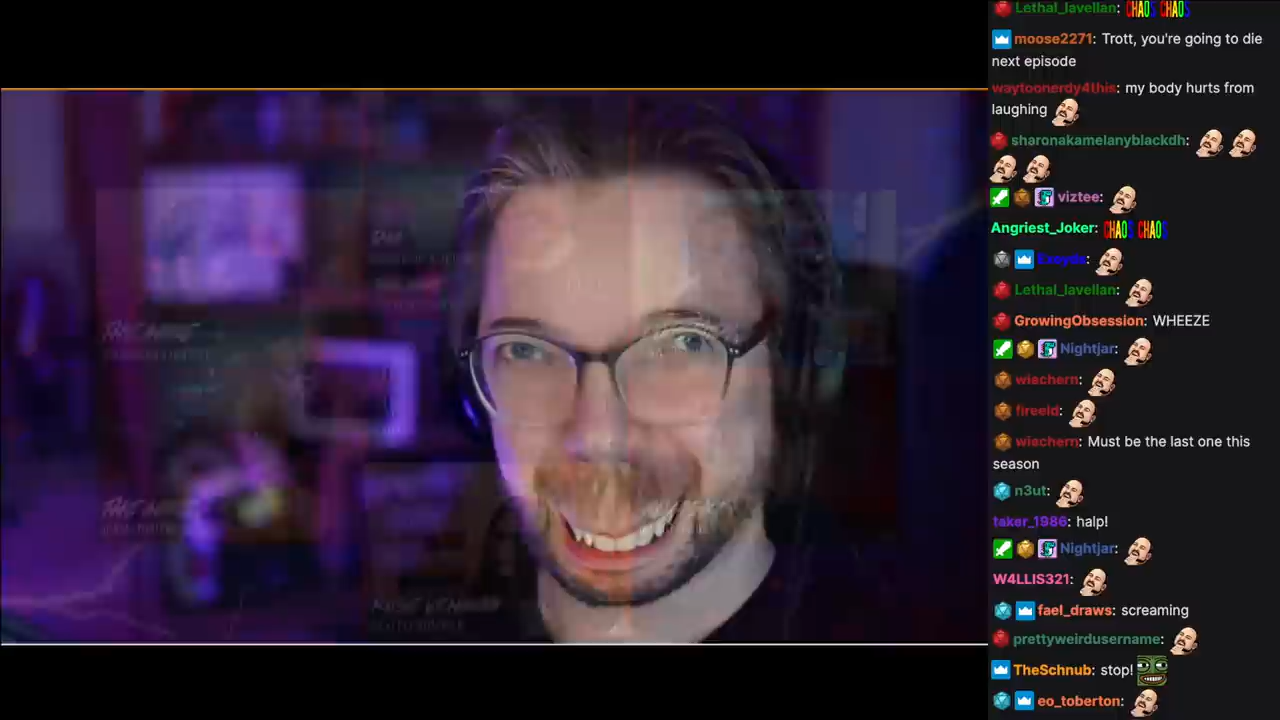 Lethal_lavellan: CHAOS CHAOS
moose2271: Trott, you're going to die
next episode
waytoonerdy4this: my body hurts from
laughing
sharonakamelanyblackdh:
viztee:
Angriest_Joker: CHAOS CHAOS
Exoyds:
Lethal_lavellan:
GrowingObsession: WHEEZE
Nightjar:
wiechern:
fireeld:
wiechern: Must be the last one this
season
n3ut:
taker_1986: halp!
Nightjar:
W4LLIS321:
fael_draws: screaming
prettyweirdusername:
TheSchnub: stop!
eo_toberton: